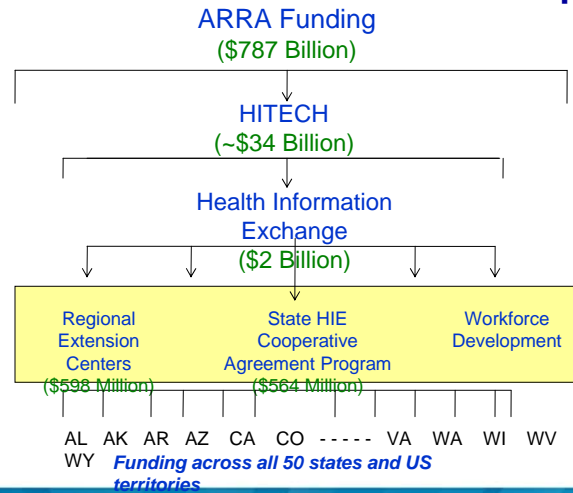 ARRA Funding
($787 Billion)
HITECH
(~$34 Billion)
Health Information
Exchange
($2 Billion)
Regional
Extension
Centers
($598 Million)
State HIE
Cooperative
Agreement Program
($564 Million)
Workforce
Development
AL AK AR AZ CA CO - - - - - VA WA WI WV
WY Funding across all 50 states and US
territories